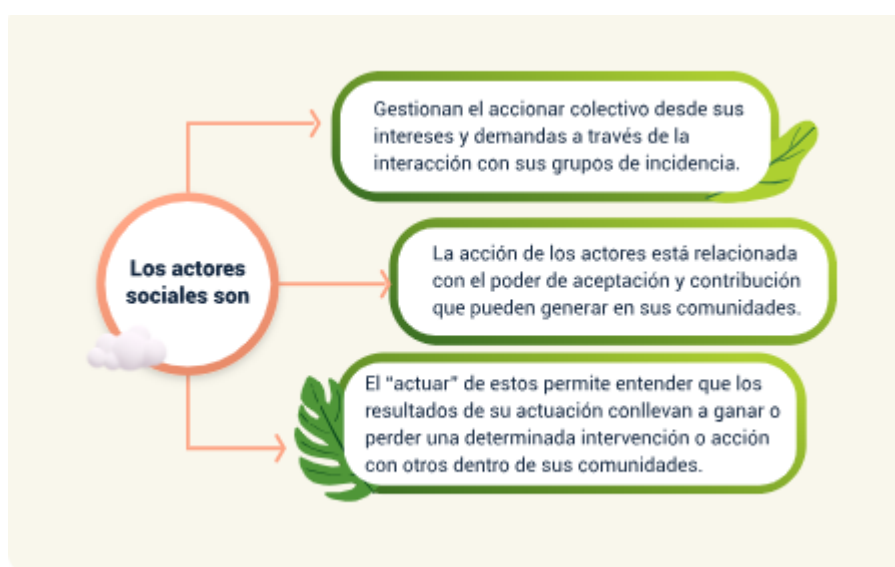 Gestionan el accionar colectivo desde sus
intereses y demandas a través de la
interacción con sus grupos de incidencia.
Los actores
sociales son
La acción de los actores está relacionada
con el poder de aceptación y contribución
que pueden generar en sus comunidades.
El "actuar" de estos permite entender que los
resultados de su actuación conllevan a ganar o
perder una determinada intervención o acción
con otros dentro de sus comunidades.